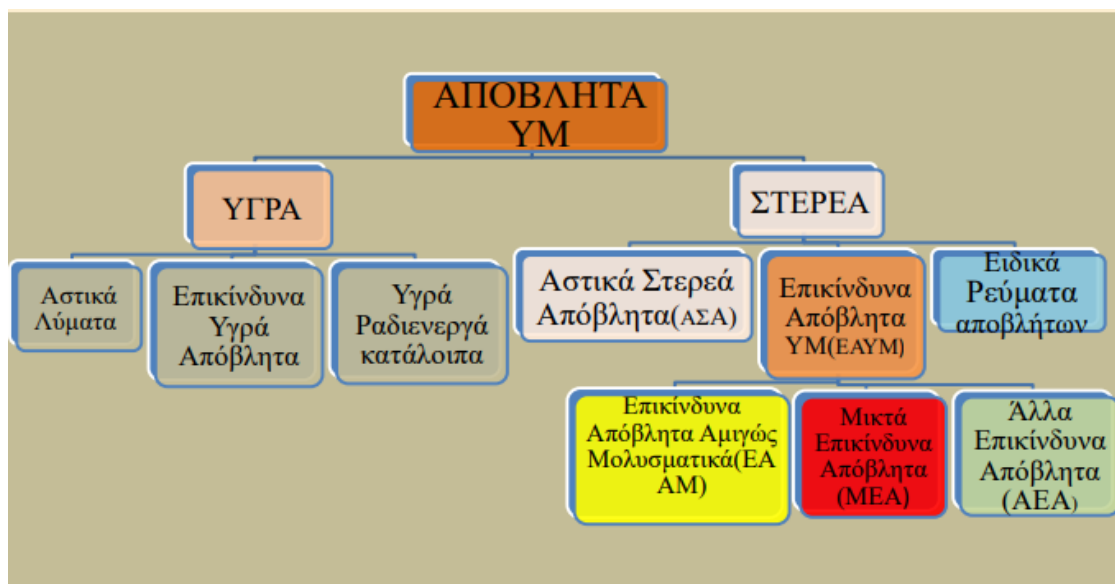 ΑΠΟΒΛΗΤΑ
ΥΜ
ΥΓΡΑ
ΣΤΕΡΕΑ
Αστικά
Λύματα
Επικίνδυνα
Υγρά
Απόβλητα
Υγρά
Ραδιενεργά
κατάλοιπα
Αστικά Στερεά
Απόβλητα(ΑΣΑ)
Επικίνδυνα
Απόβλητα
ΥΜ(ΕΑΥΜ)
Ειδικά
Ρεύματα
αποβλήτων
Επικίνδυνα
Απόβλητα Αμιγώς
Μολυσματικά(ΕΑ
ΑΜ)
Μικτά
Επικίνδυνα
Απόβλητα
(ΜΕΑ)
Άλλα
Επικίνδυνα
Απόβλητα
(ΑΕΑ)